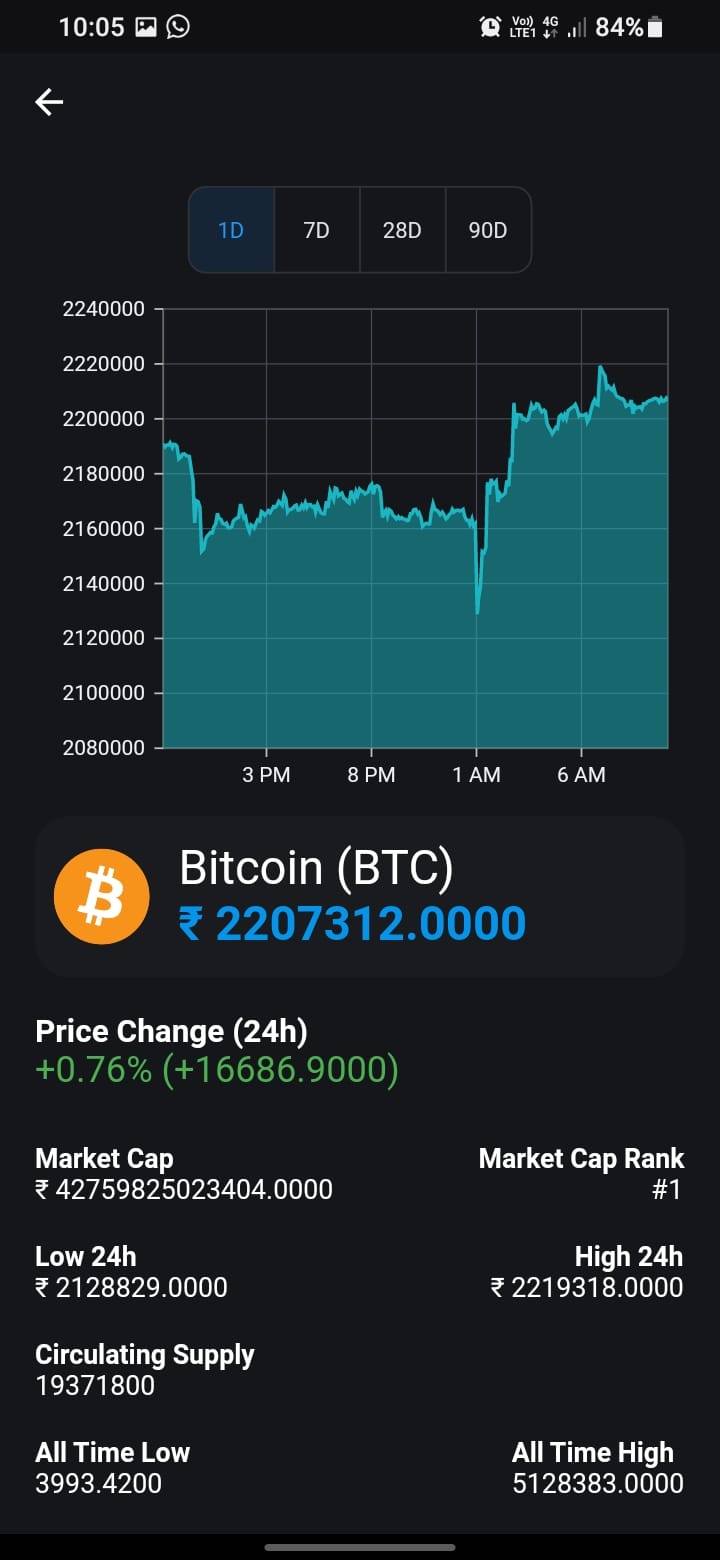 10:05 Vo)) LTE1 4G 84%
1D 7D 28D 90D
2240000
2220000
2200000
2180000
2160000
2140000
2120000
2100000
2080000
3 PM 8 PM 1 AM 6 AM
Bitcoin (BTC)
₹ 2207312.0000
Price Change (24h)
+0.76% (+16686.9000)
Market Cap Market Cap Rank
₹ 42759825023404.0000 #1
Low 24h High 24h
₹ 2128829.0000 ₹ 2219318.0000
Circulating Supply
19371800
All Time Low All Time High
3993.4200 5128383.0000